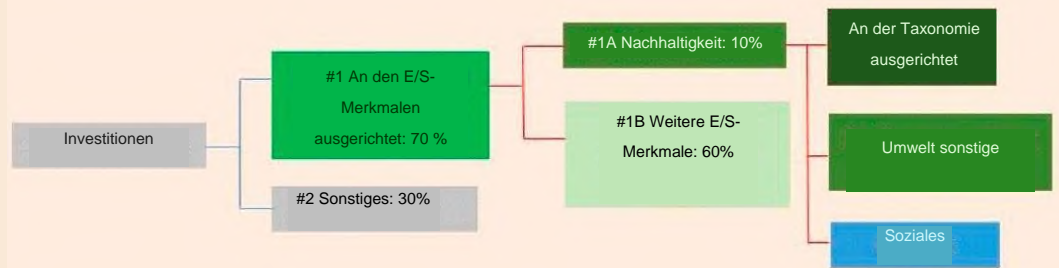 Investitionen
#1 An den E/S-
Merkmalen
ausgerichtet: 70 %
#2 Sonstiges: 30%
#1A Nachhaltigkeit: 10%
#1B Weitere E/S-
Merkmale: 60%
An der Taxonomie
ausgerichtet
Umwelt sonstige
Soziales